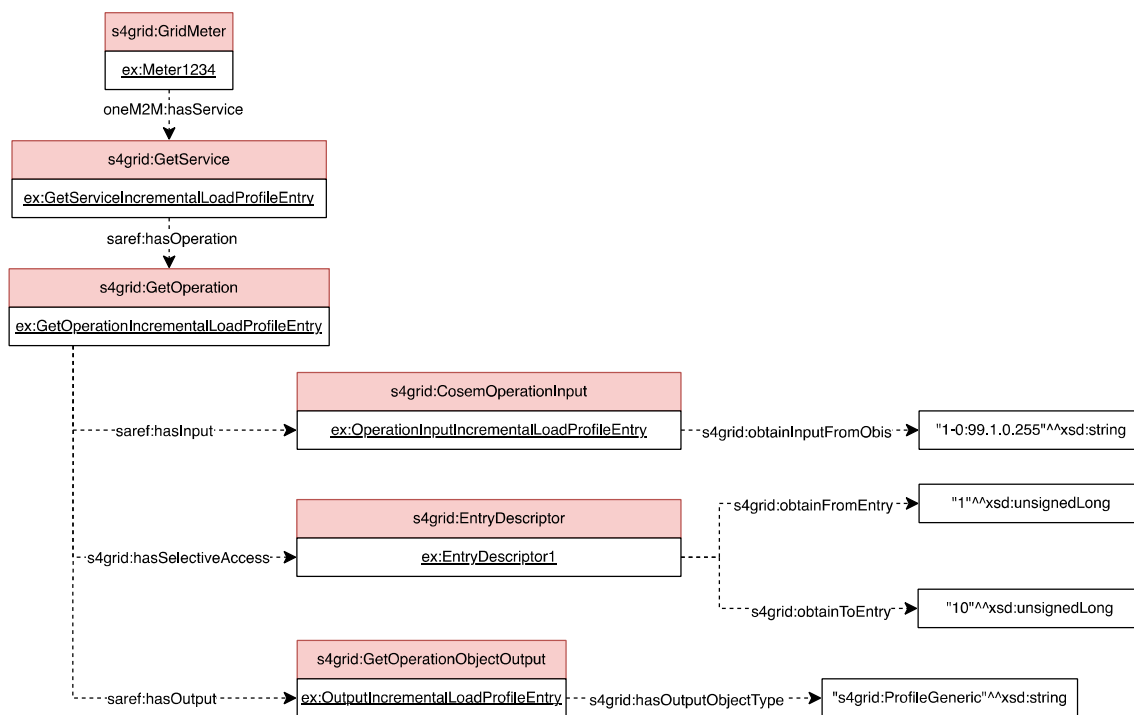 s4grid:GridMeter
ex:Meter1234
oneM2M:hasService
s4grid:GetService
ex:GetServiceIncrementalLoadProfileEntry
saref:hasOperation
s4grid:GetOperation
ex:GetOperationIncrementalLoadProfileEntry
s4grid:CosemOperationInput
saref:hasInput
ex:OperationInputIncrementalLoadProfileEntry
s4grid:obtainInputFromObis
"1-0:99.1.0.255"^^xsd:string
s4grid:EntryDescriptor
s4grid:obtainFromEntry
"1"^^xsd:unsignedLong
s4grid:hasSelectiveAccess
ex:EntryDescriptor1
s4grid:obtainToEntry
"10"^^xsd:unsignedLong
s4grid:GetOperationObjectOutput
saref:hasOutput
ex:OutputIncrementalLoadProfileEntry
s4grid:hasOutputObjectType
"s4grid:ProfileGeneric"^^xsd:string